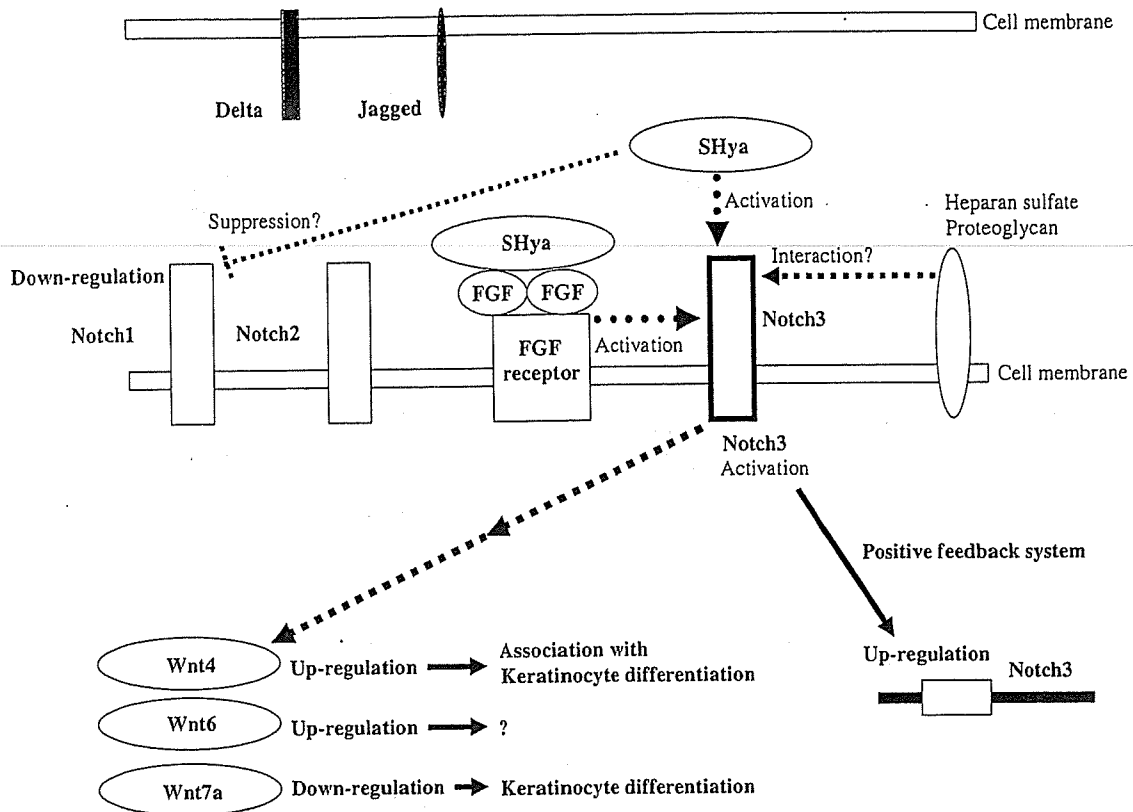 Cell membrane
Delta
Jagged
SHya
Activation
Suppression?
Heparan sulfate
Proteoglycan
SHya
Down-regulation
Interaction?
FGF
FGF
Notch1
Notch2
Notch3
FGF
receptor
Activation
Cell membrane
Notch3
Activation
Positive feedback system
Wnt4
Up-regulation
Association with
Keratinocyte differentiation
Up-regulation
Notch3
Wnt6
Up-regulation
?
Wnt7a
Down-regulation
Keratinocyte differentiation